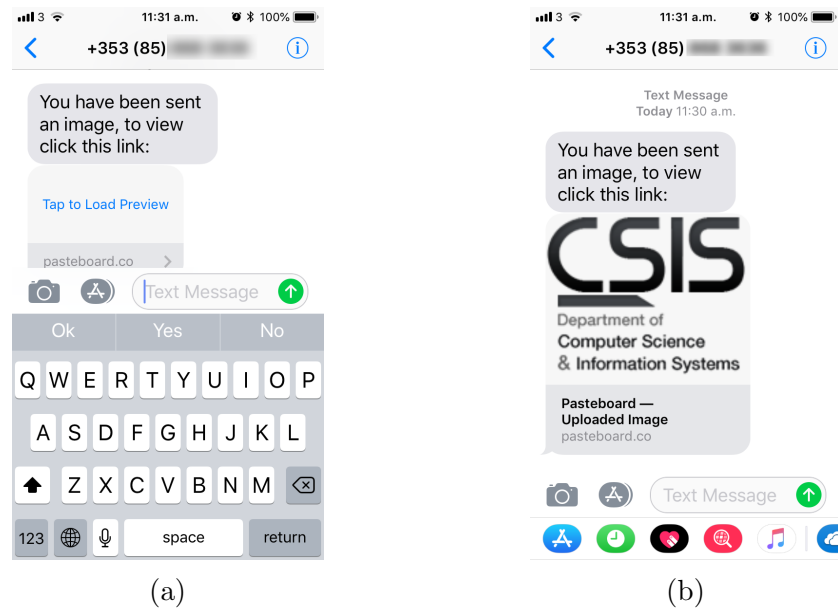 3 11:31 a.m. 100%
+353 (85)
You have been sent
an image, to view
click this link:
Tap to Load Preview
pasteboard.co
Text Message
Ok Yes No
Q W E R T Y U I O P
A S D F G H J K L
Z X C V B N M
123 space return
(a)
3 11:31 a.m. 100%
+353 (85)
Text Message
Today 11:30 a.m.
You have been sent
an image, to view
click this link:
CSIS
Department of
Computer Science
& Information Systems
Pasteboard —
Uploaded Image
pasteboard.co
Text Message
(b)